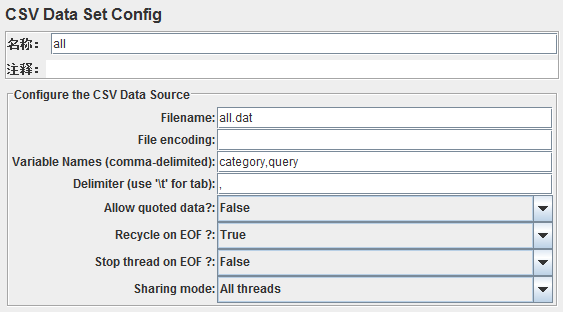 CSV Data Set Config
名称： all
注释：
Configure the CSV Data Source
Filename: all.dat
File encoding:
Variable Names (comma-delimited): category,query
Delimiter (use '\t' for tab): ,
Allow quoted data?: False
Recycle on EOF ?: True
Stop thread on EOF ?: False
Sharing mode: All threads